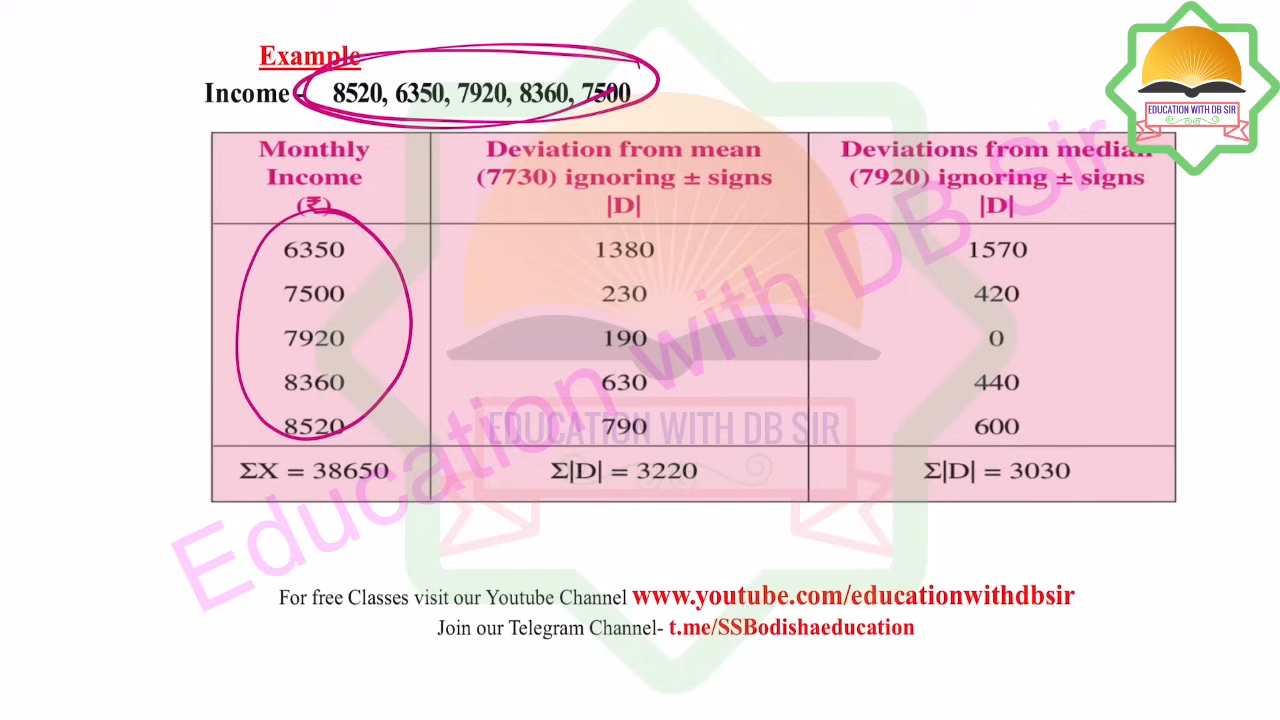 Example
Income - 8520, 6350, 7920, 8360, 7500
EDUCATION WITH DB SIR
Monthly Income (₹) Deviation from mean (7730) ignoring ± signs |D| Deviations from median (7920) ignoring ± signs |D|
6350 1380 1570
7500 230 420
7920 190 0
8360 630 440
8520 790 600
ΣX = 38650 Σ|D| = 3220 Σ|D| = 3030
EDUCATION WITH DB SIR
Education with DB Sir
For free Classes visit our Youtube Channel www.youtube.com/educationwithdbsir
Join our Telegram Channel- t.me/SSBodishaeducation